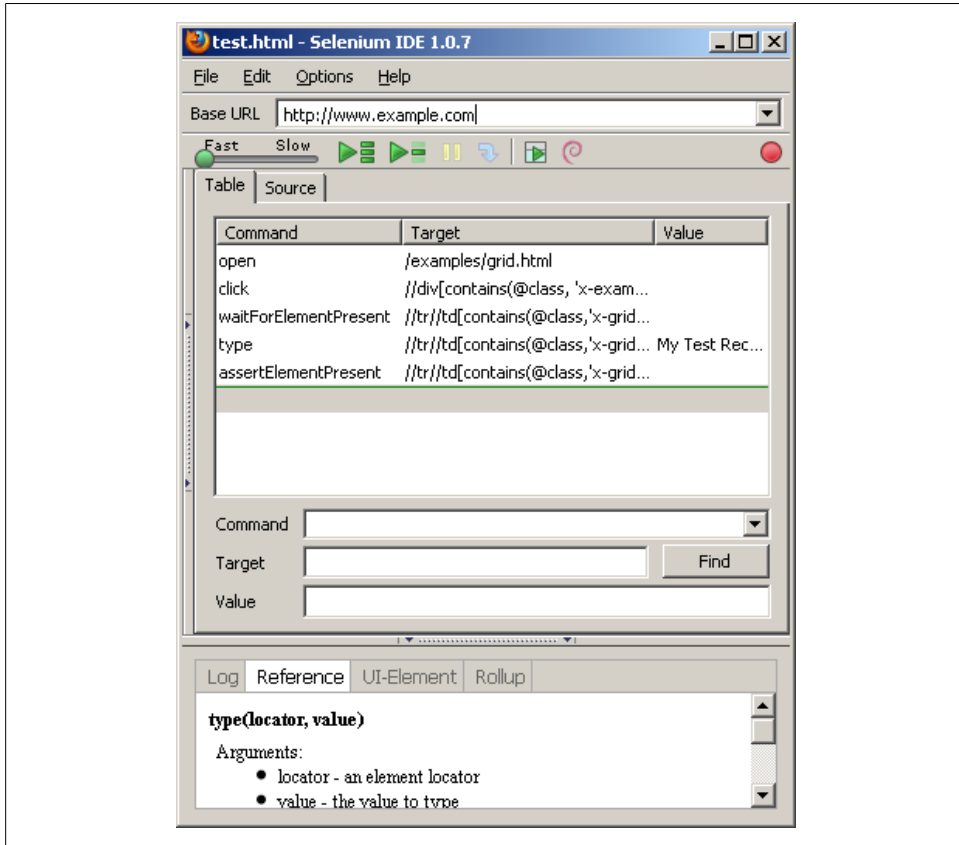 test.html - Selenium IDE 1.0.7
File Edit Options Help
Base URL http://www.example.com
Fast Slow
Table Source
Command Target Value
open /examples/grid.html
click //div[contains(@class, 'x-exam...
waitForElementPresent //tr//td[contains(@class,'x-grid...
type //tr//td[contains(@class,'x-grid... My Test Rec...
assertElementPresent //tr//td[contains(@class,'x-grid...
Command
Target Find
Value
Log Reference UI-Element Rollup
type(locator, value)
Arguments:
• locator - an element locator
• value - the value to type